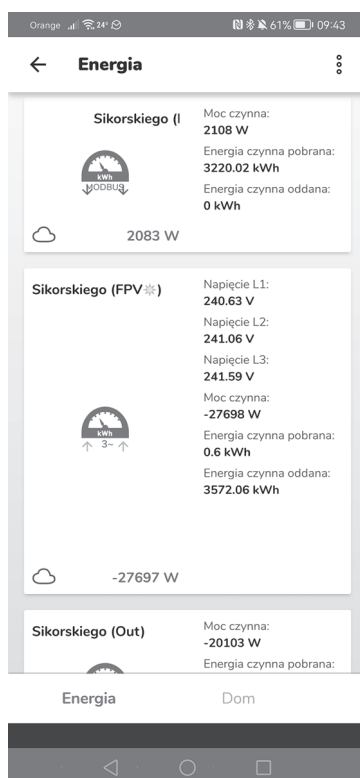 Orange 24° 61% 09:43
Energia
Sikorskiego (I
Moc czynna:
2108 W
Energia czynna pobrana:
3220.02 kWh
Energia czynna oddana:
0 kWh
kWh
MODBUS
2083 W
Sikorskiego (FPV☼)
Napięcie L1:
240.63 V
Napięcie L2:
241.06 V
Napięcie L3:
241.59 V
Moc czynna:
-27698 W
Energia czynna pobrana:
0.6 kWh
Energia czynna oddana:
3572.06 kWh
kWh
3~
-27697 W
Sikorskiego (Out)
Moc czynna:
-20103 W
Energia czynna pobrana:
Energia Dom